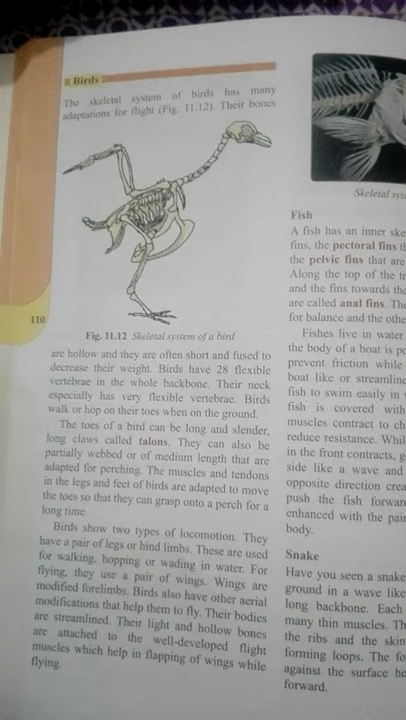 Birds
The skeletal system of birds has many
adaptations for flight (Fig. 11.12). Their bones
110
Fig. 11.12 Skeletal system of a bird
are hollow and they are often short and fused to
decrease their weight. Birds have 28 flexible
vertebrae in the whole backbone. Their neck
especially has very flexible vertebrae. Birds
walk or hop on their toes when on the ground.
The toes of a bird can be long and slender,
long claws called talons. They can also be
partially webbed or of medium length that are
adapted for perching. The muscles and tendons
in the legs and feet of birds are adapted to move
the toes so that they can grasp onto a perch for a
long time.
Birds show two types of locomotion. They
have a pair of legs or hind limbs. These are used
for walking, hopping or wading in water. For
flying, they use a pair of wings. Wings are
modified forelimbs. Birds also have other aerial
modifications that help them to fly. Their bodies
are streamlined. Their light and hollow bones
are attached to the well-developed flight
muscles which help in flapping of wings while
flying.
Skeletal
Fish
A fish has an inner
fins, the pectoral fins
the pelvic fins that are
Along the top of the
and the fins towards the
are called anal fins.
for balance and the
Fishes live in water
the body of a boat is
prevent friction while
boat like or
fish to swim easily in
fish is covered with
muscles contract to
reduce resistance.
in the front contracts,
side like a wave and
opposite direction
push the fish
enhanced with the
body.
Snake
Have you seen a snake
ground in a wave like
long backbone. Each
many thin muscles.
the ribs and the skin
forming loops. The
against the surface
forward.